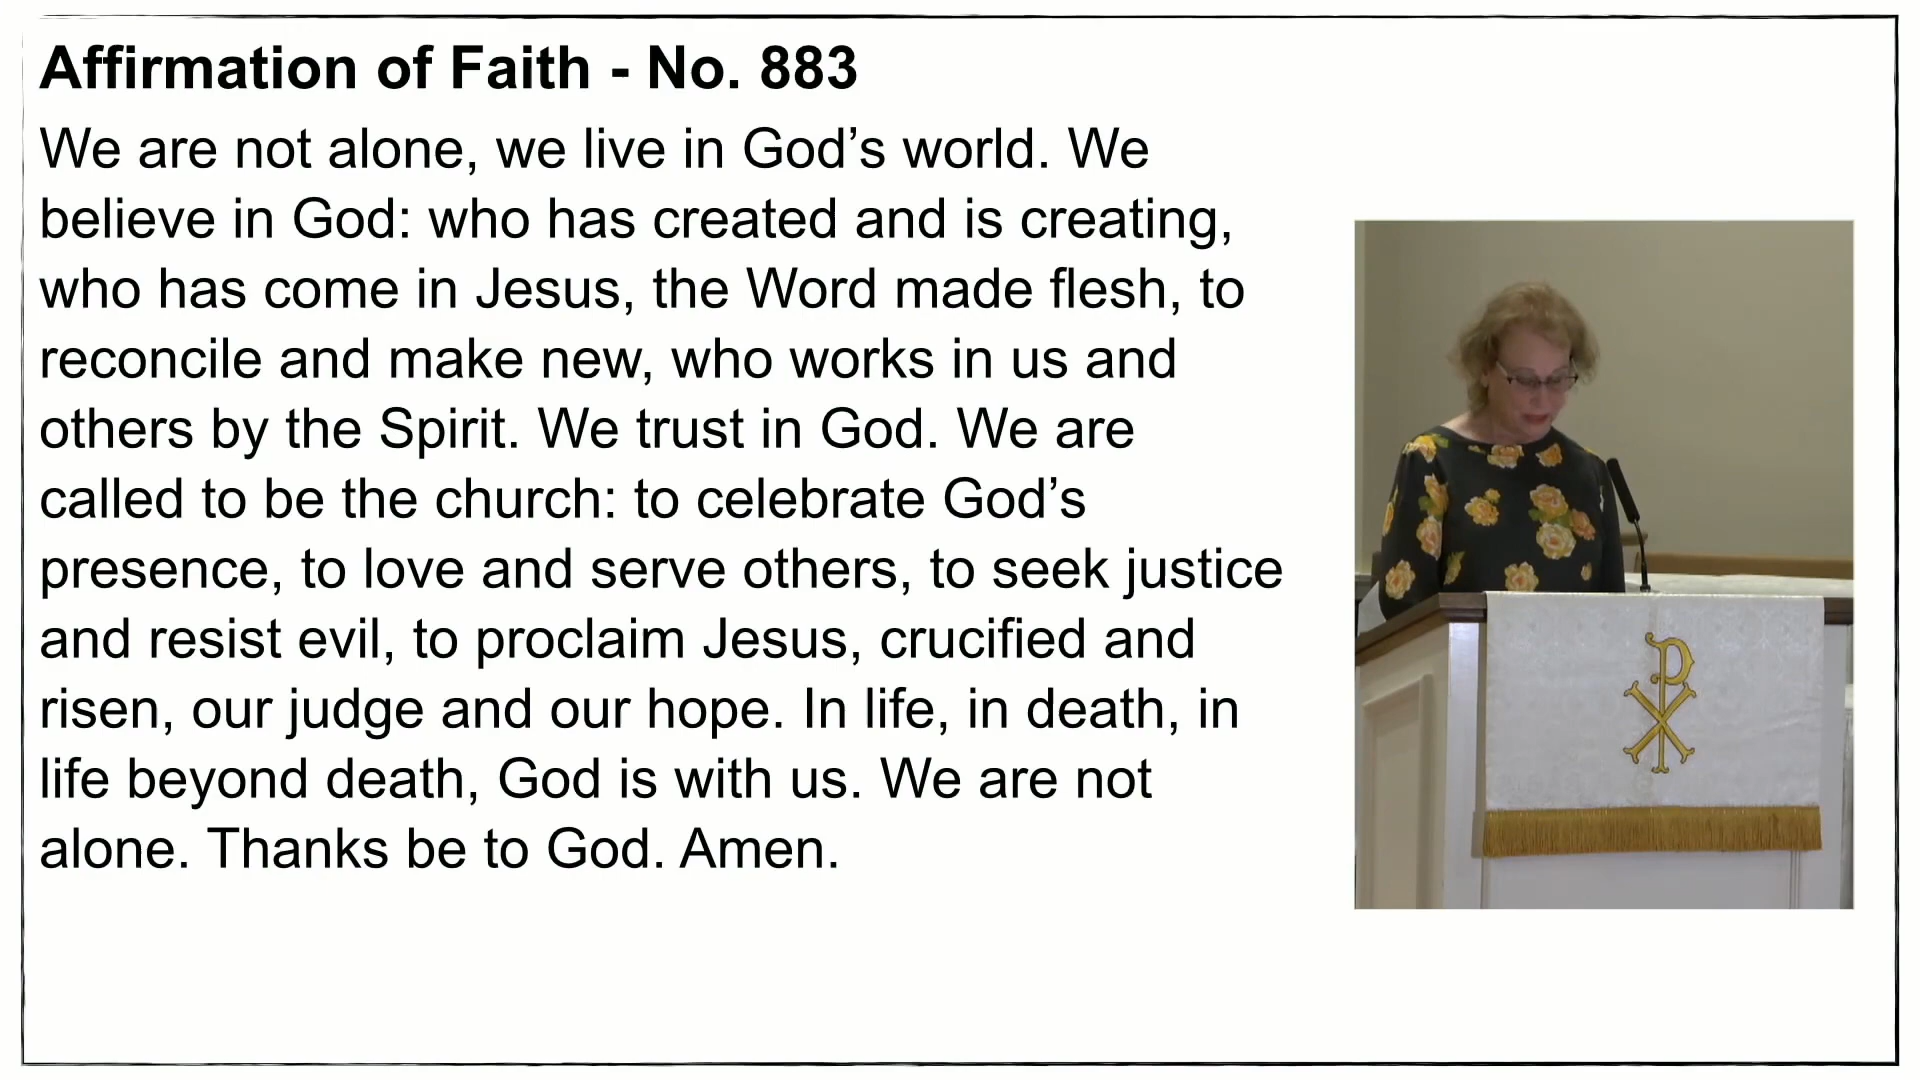 Affirmation of Faith - No. 883
We are not alone, we live in God’s world. We
believe in God: who has created and is creating,
who has come in Jesus, the Word made flesh, to
reconcile and make new, who works in us and
others by the Spirit. We trust in God. We are
called to be the church: to celebrate God’s
presence, to love and serve others, to seek justice
and resist evil, to proclaim Jesus, crucified and
risen, our judge and our hope. In life, in death, in
life beyond death, God is with us. We are not
alone. Thanks be to God. Amen.